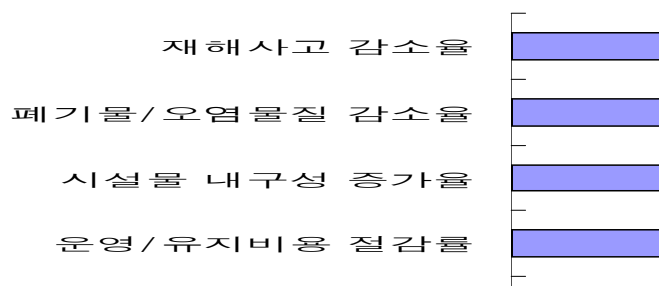 재해사고 감소율
폐기물/오염물질 감소율
시설물 내구성 증가율
운영/유지비용 절감률